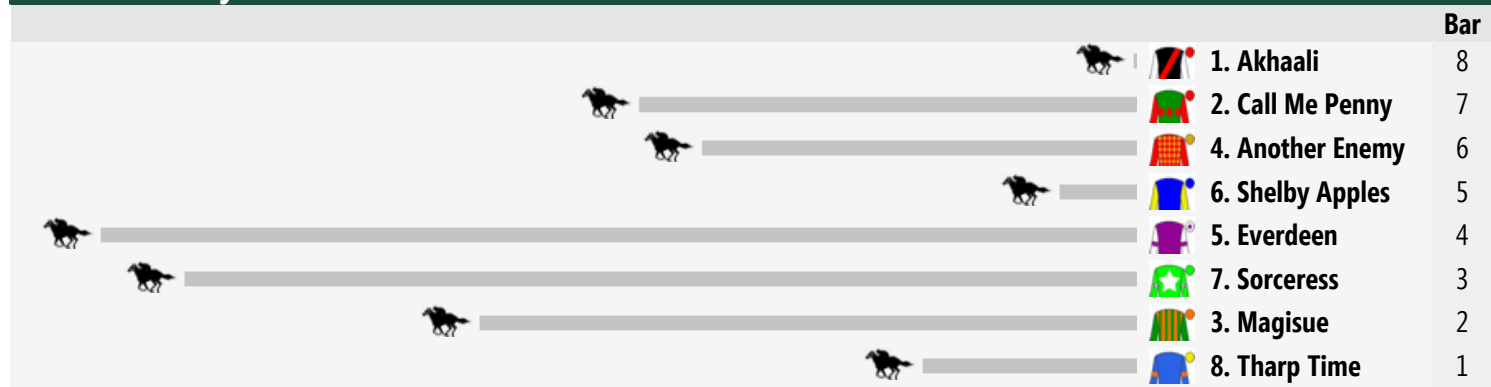 Bar
1. Akhaali 8
2. Call Me Penny 7
4. Another Enemy 6
6. Shelby Apples 5
5. Everdeen 4
7. Sorceress 3
3. Magisue 2
8. Tharp Time 1